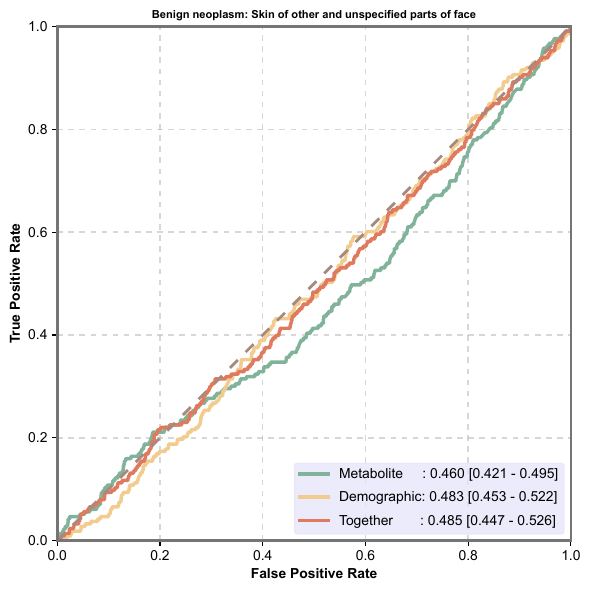 Benign neoplasm: Skin of other and unspecified parts of face
True Positive Rate
1.0
0.8
0.6
0.4
0.2
0.0
Metabolite : 0.460 [0.421 - 0.495]
Demographic: 0.483 [0.453 - 0.522]
Together : 0.485 [0.447 - 0.526]
0.0 0.2 0.4 0.6 0.8 1.0
False Positive Rate